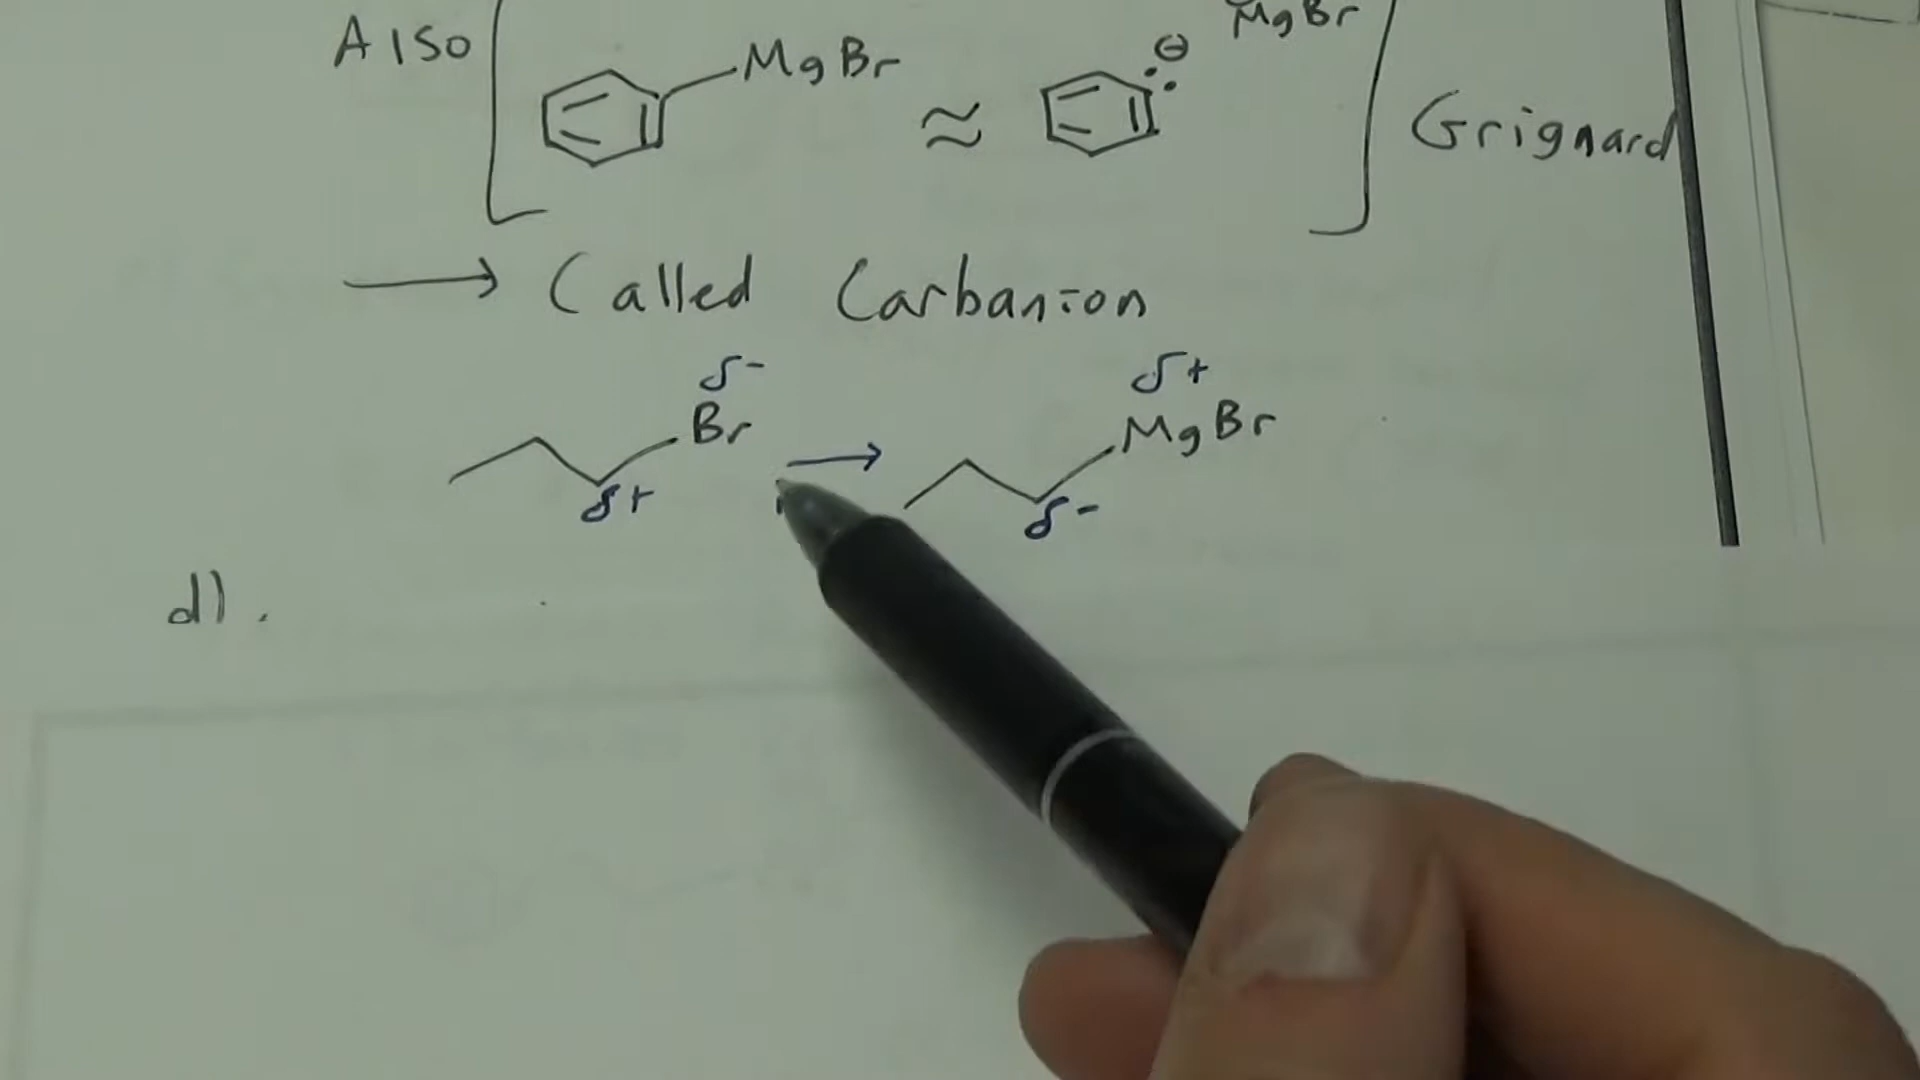 Also MgBr ≈ ⊖ MgBr Grignard
→ Called Carbanion
δ- δ+
Br → MgBr
δ+ δ-
d).